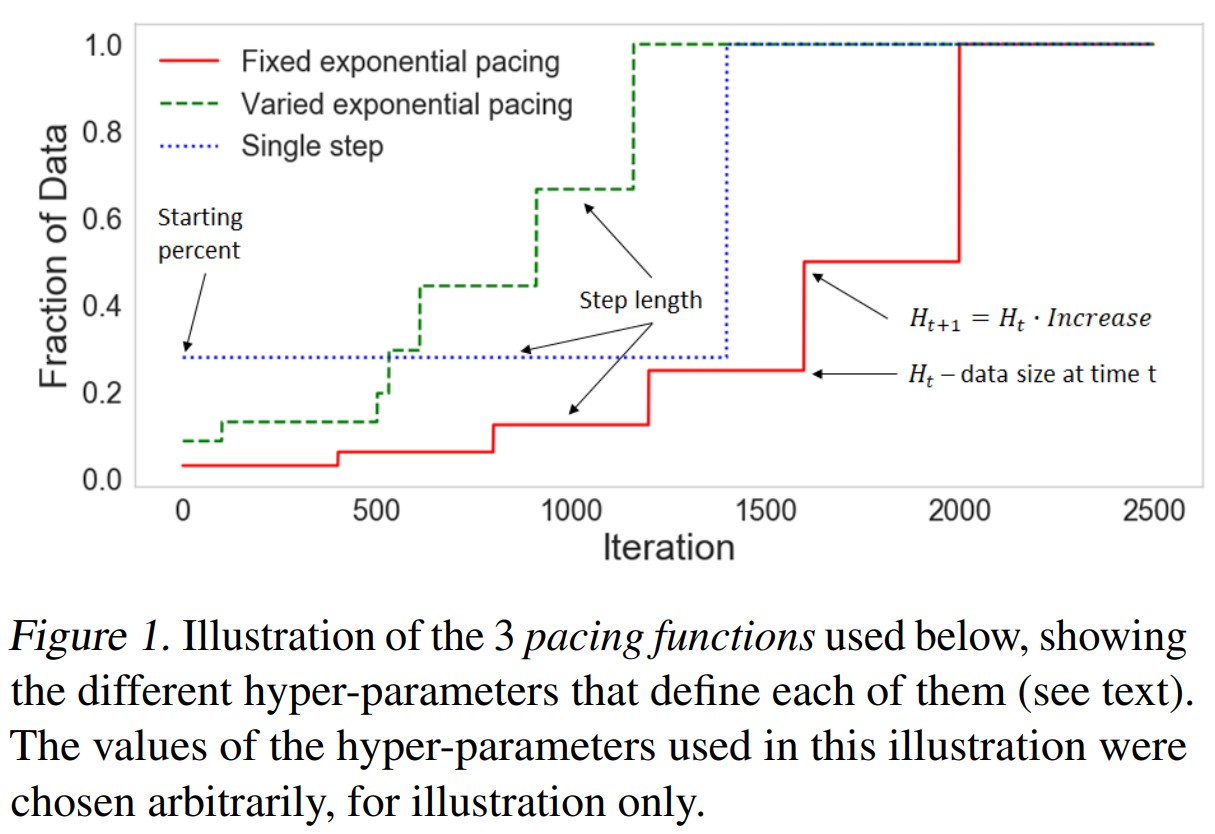 1.0
0.8
0.6
0.4
0.2
0.0
Fraction of Data
Fixed exponential pacing
Varied exponential pacing
Single step
Starting
percent
Step length
H_{t+1} = H_t · Increase
H_t – data size at time t
0 500 1000 1500 2000 2500
Iteration
Figure 1. Illustration of the 3 pacing functions used below, showing
the different hyper-parameters that define each of them (see text).
The values of the hyper-parameters used in this illustration were
chosen arbitrarily, for illustration only.